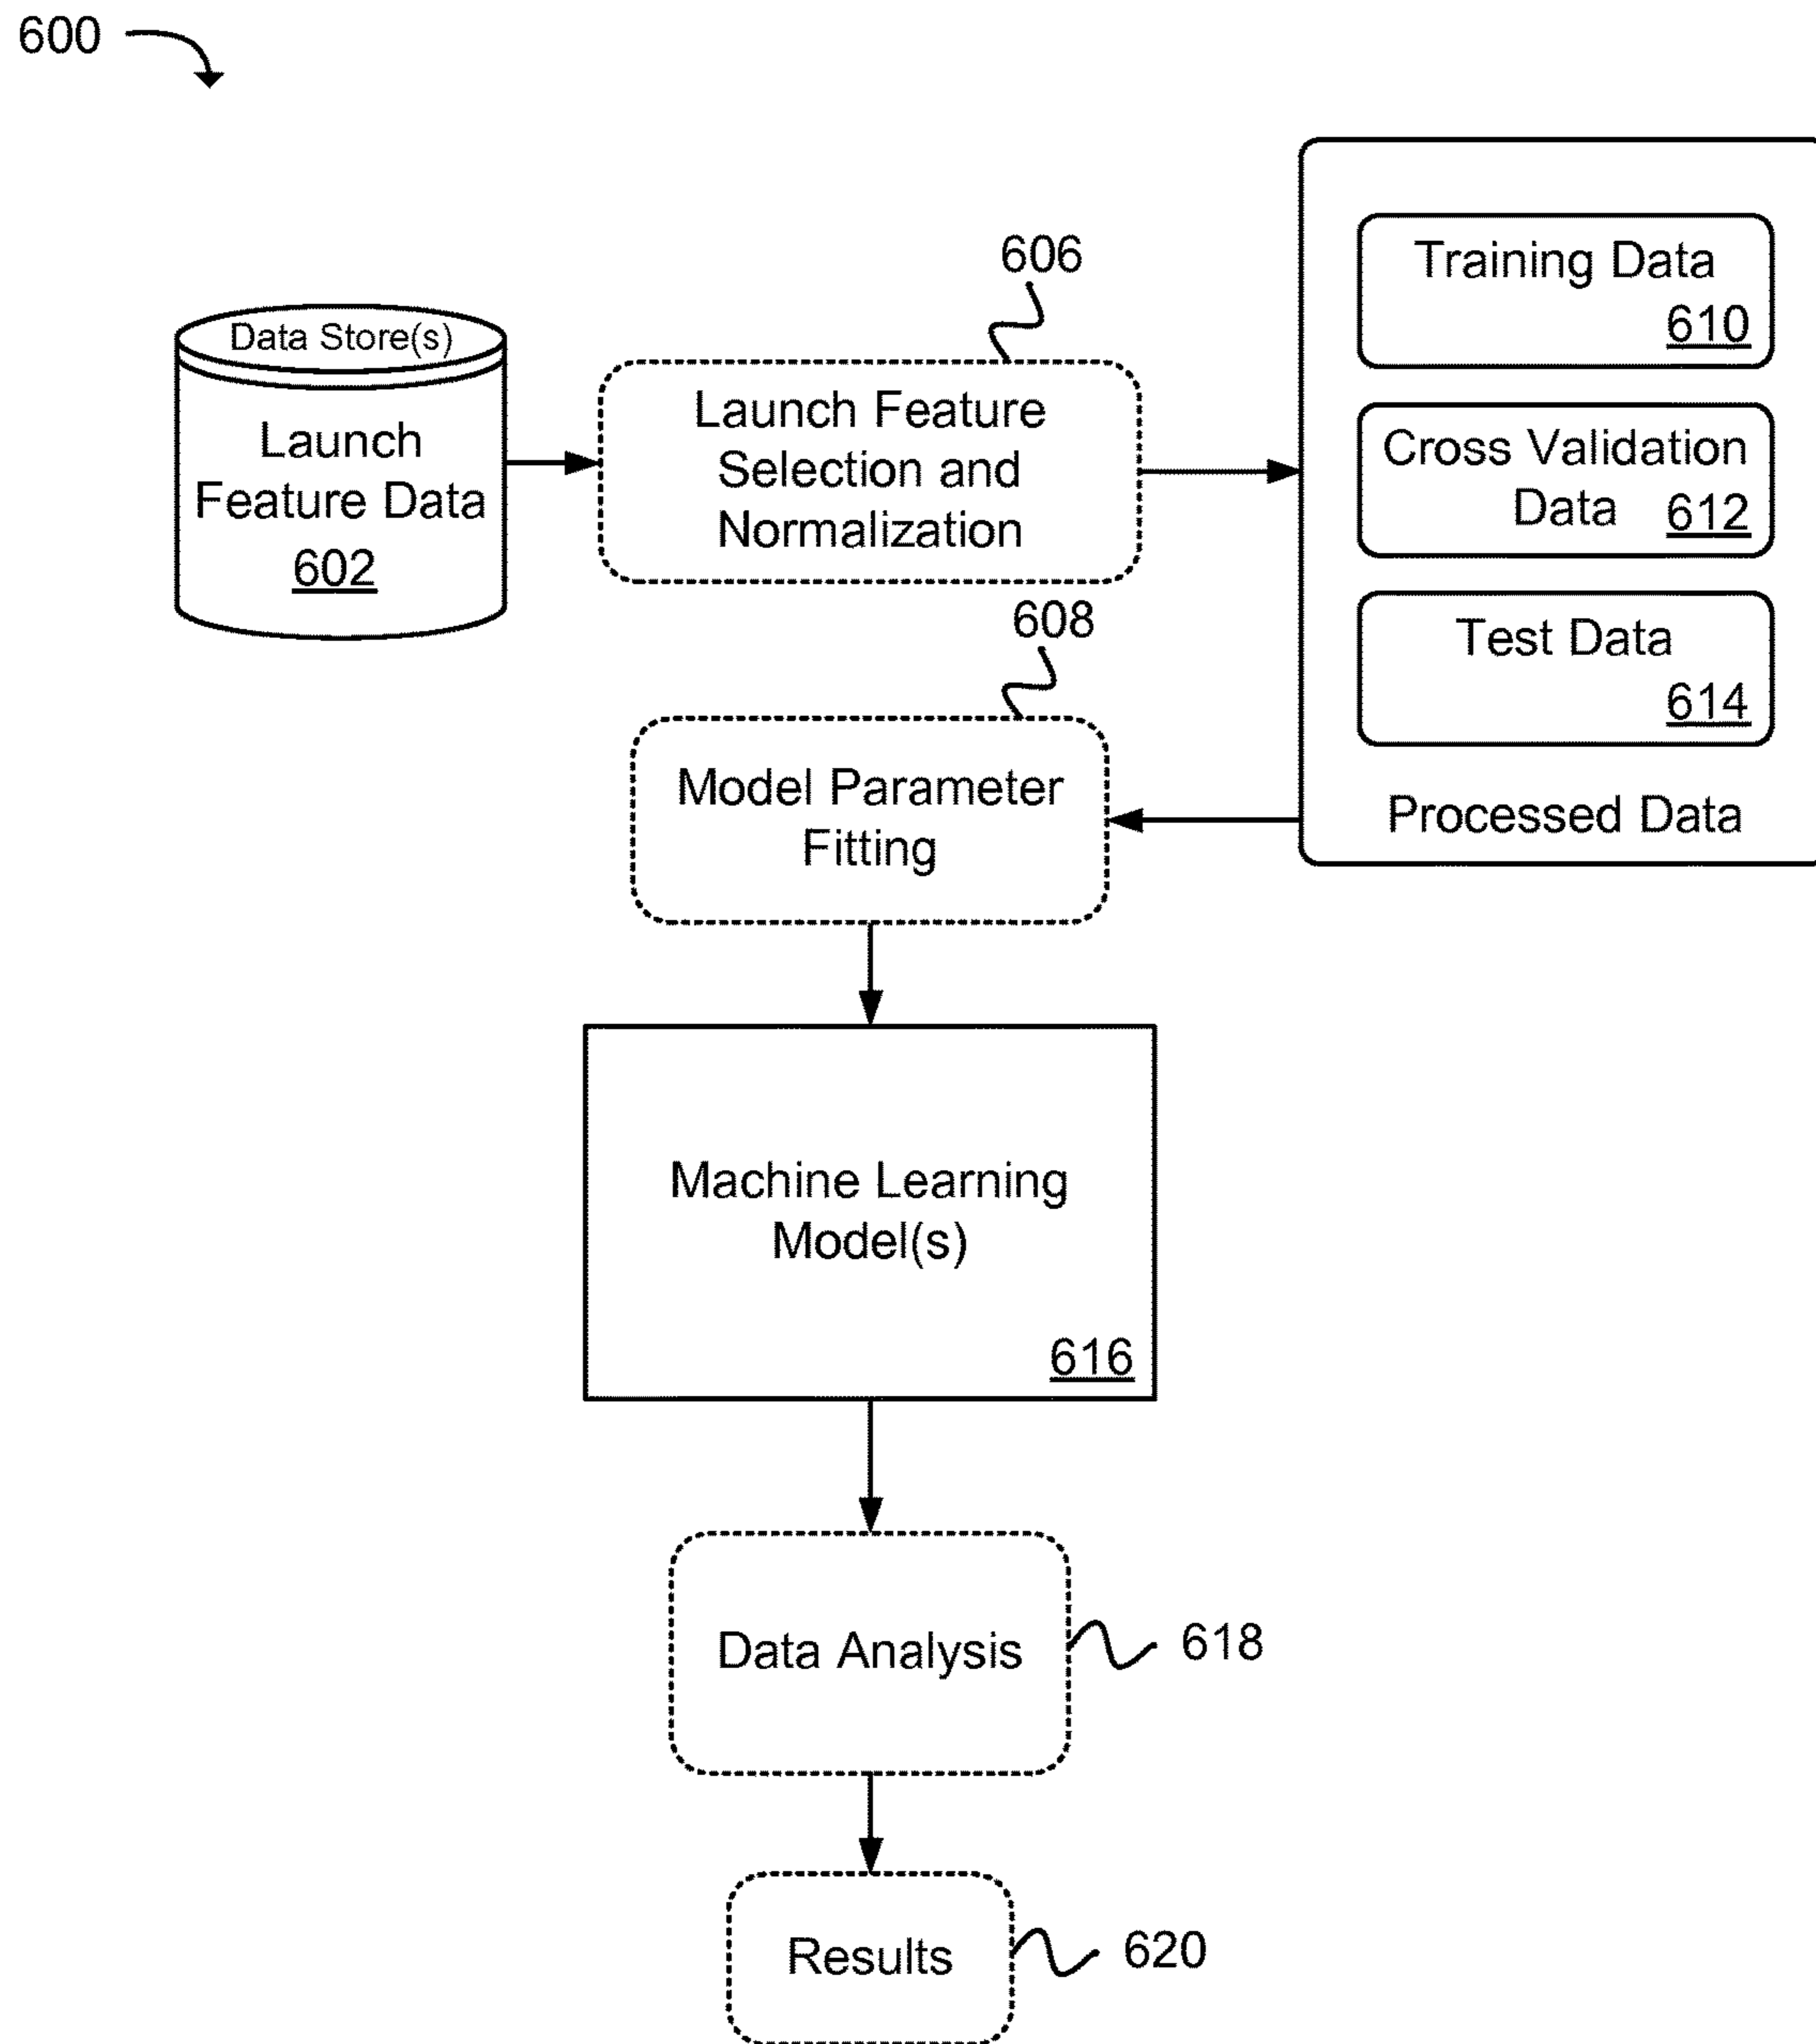 600
606
Data Store(s)
Launch
Feature Data
602
Launch Feature
Selection and
Normalization
Training Data
610
Cross Validation
Data 612
Test Data
614
Processed Data
608
Model Parameter
Fitting
Machine Learning
Model(s)
616
Data Analysis
618
Results
620